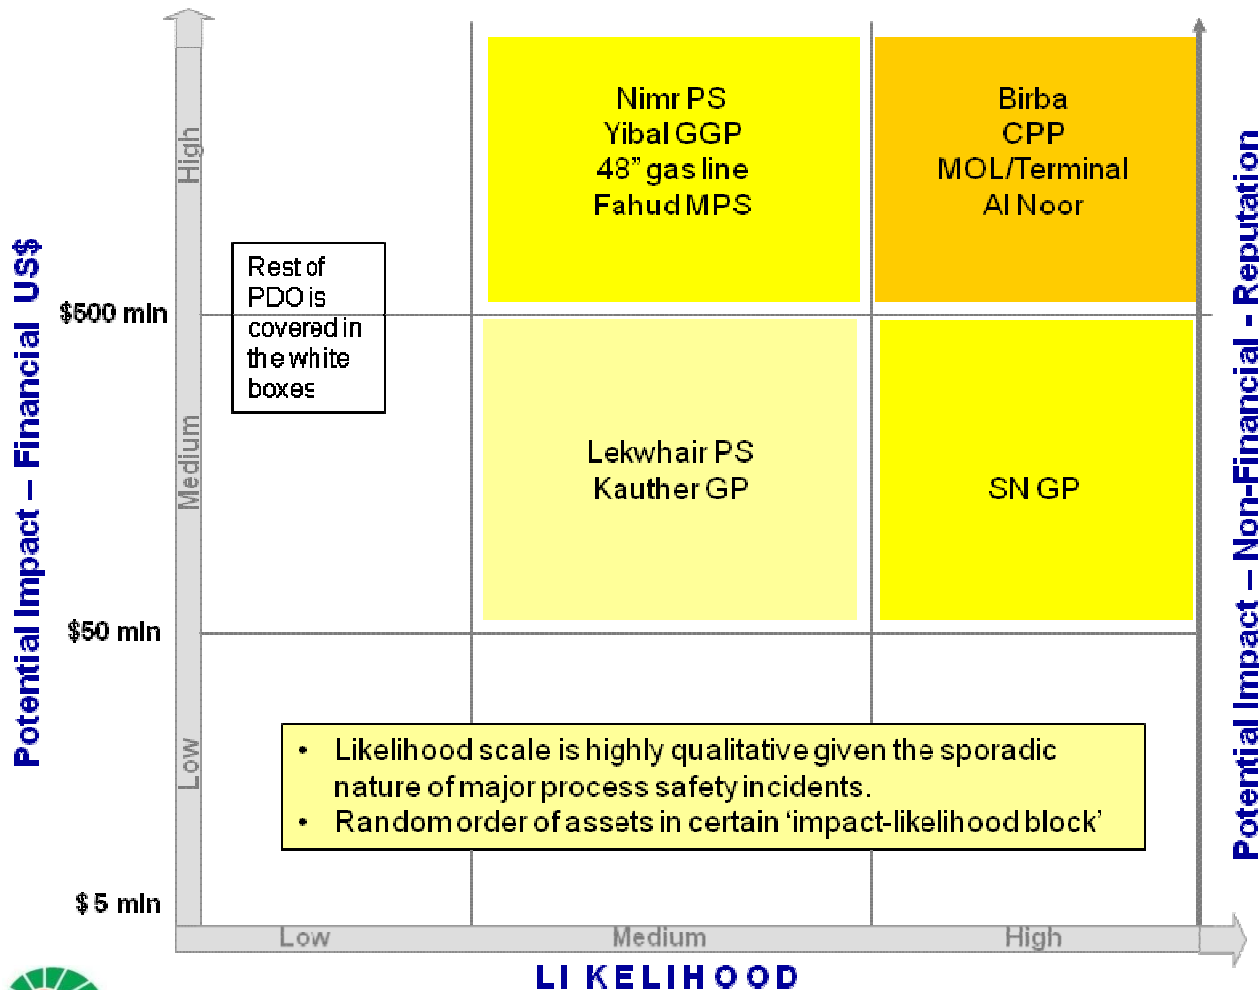 Potential Impact – Financial US$
High
Medium
Low
$500 mln
$50 mln
$5 mln
Nimr PS
Yibal GGP
48” gas line
Fahud MPS
Birba
CPP
MOL/Terminal
Al Noor
Rest of
PDO is
covered in
the white
boxes
Lekwhair PS
Kauther GP
SN GP
• Likelihood scale is highly qualitative given the sporadic
nature of major process safety incidents.
• Random order of assets in certain ‘impact-likelihood block’
Low
Medium
High
LIKELIHOOD
Potential Impact – Non-Financial - Reputation